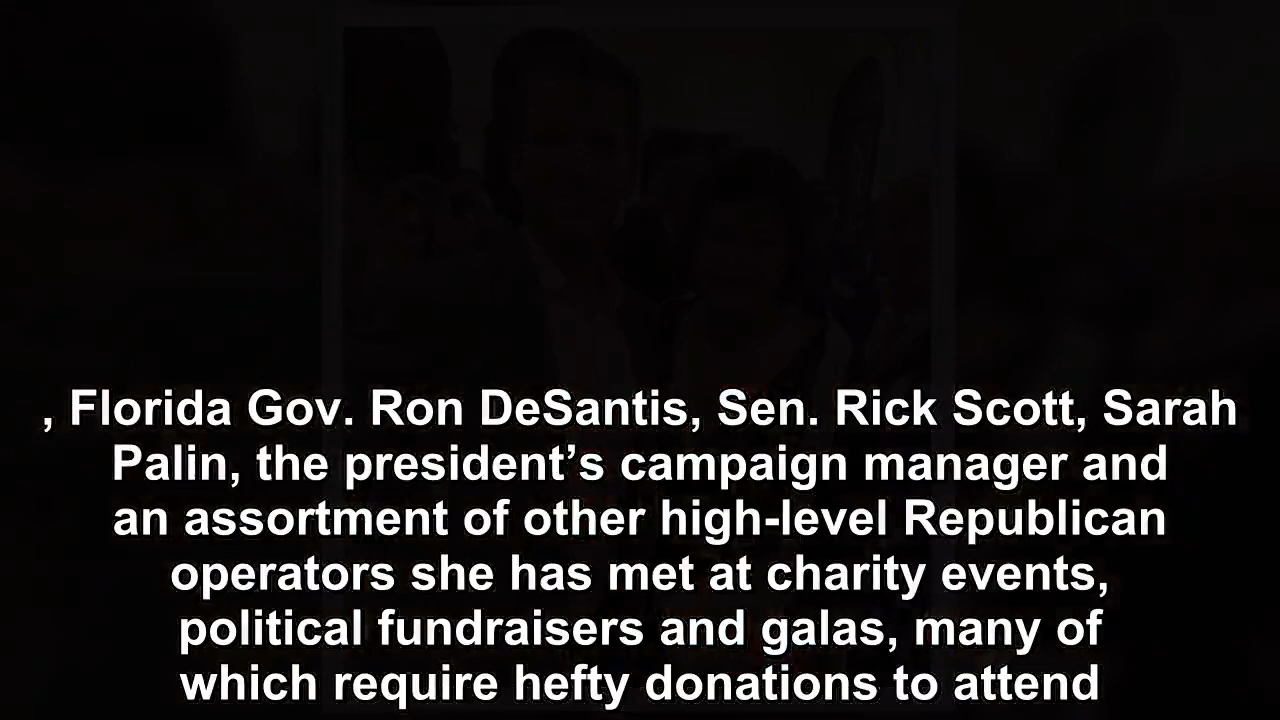 , Florida Gov. Ron DeSantis, Sen. Rick Scott, Sarah
Palin, the president’s campaign manager and
an assortment of other high-level Republican
operators she has met at charity events,
political fundraisers and galas, many of
which require hefty donations to attend